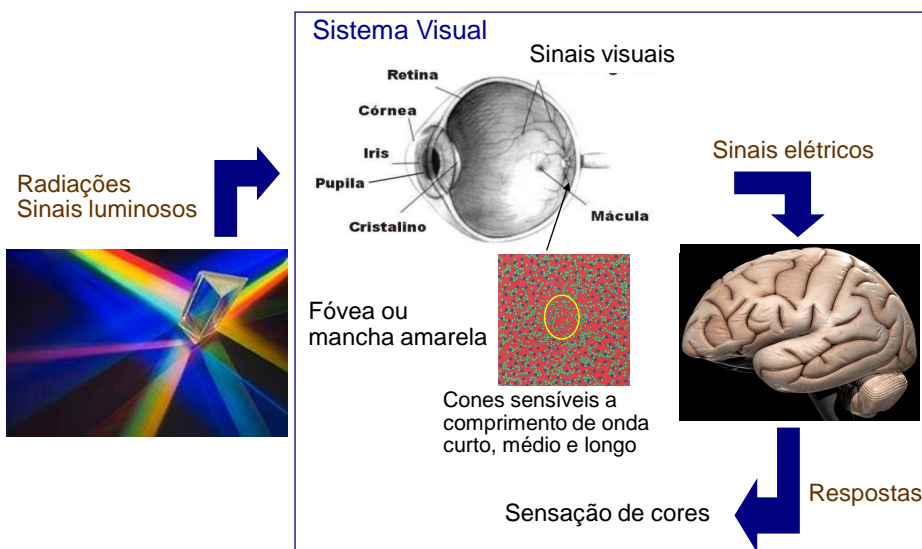 Sistema Visual
Sinais visuais
Retina
Córnea
Iris
Pupila
Cristalino
Mácula
Radiações
Sinais luminosos
Sinais elétricos
Fóvea ou
mancha amarela
Cones sensíveis a
comprimento de onda
curto, médio e longo
Respostas
Sensação de cores